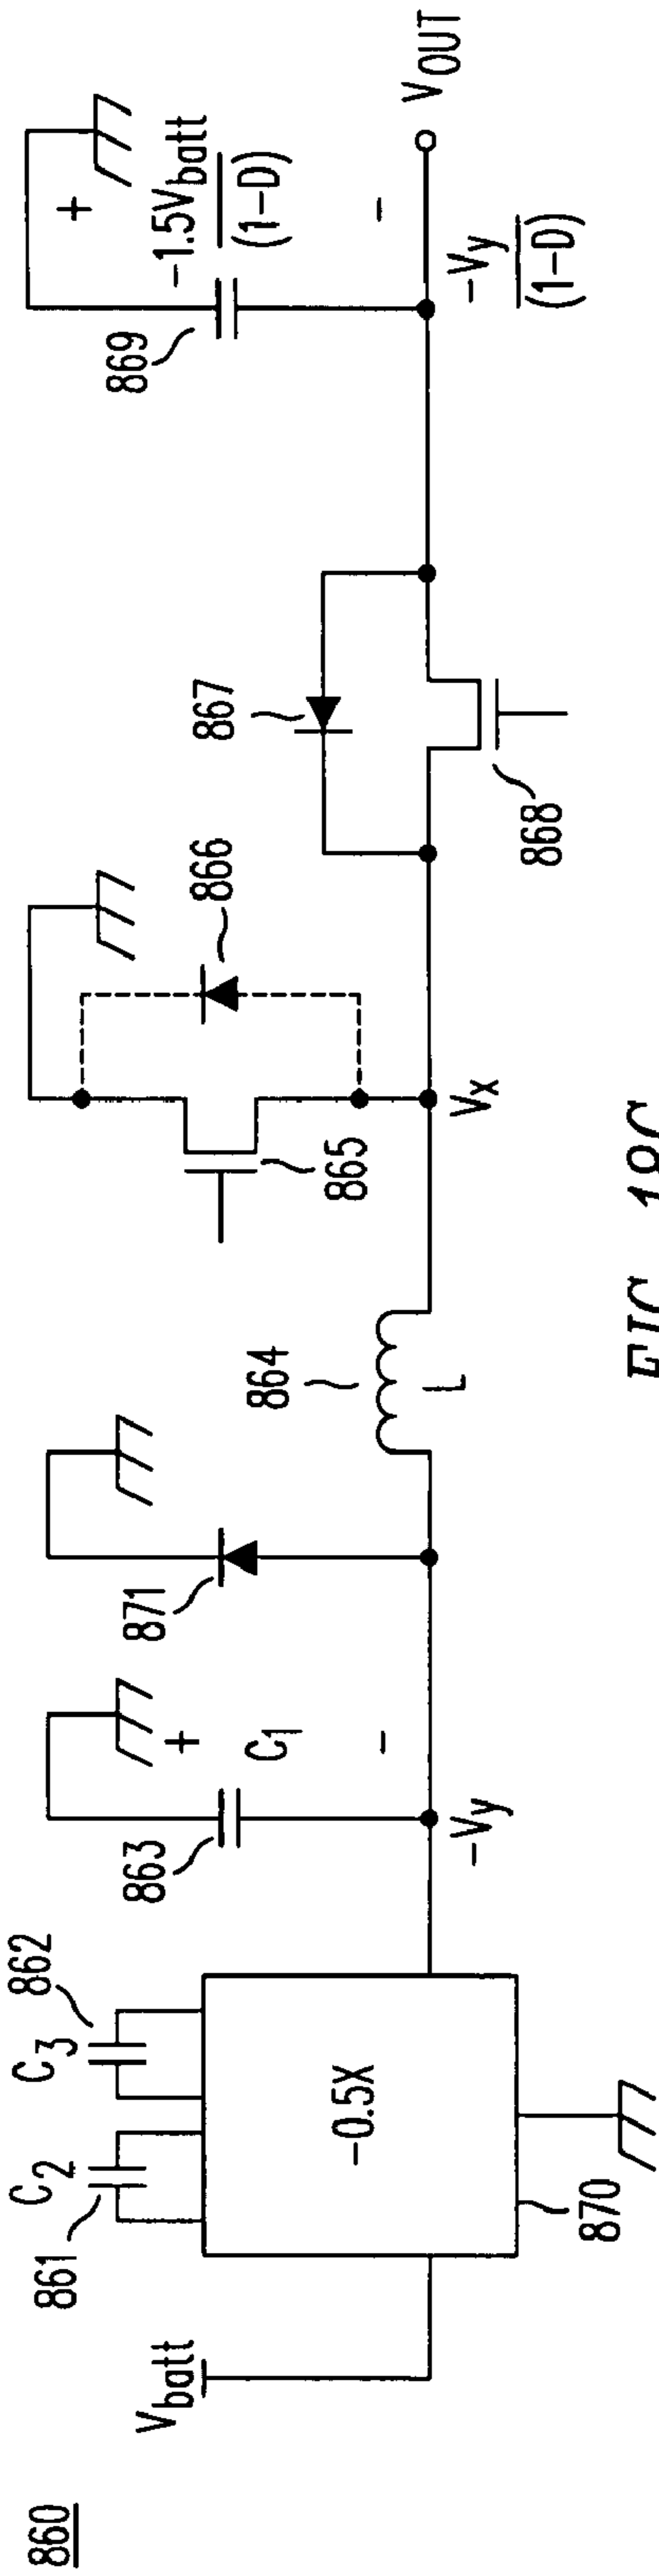 860
V_batt
C_2
861
C_3
862
-0.5X
870
863
+
C_1
-
-V_y
871
864
L
865
866
V_x
867
868
869
+
-1.5V_batt
(1-D)
-
-V_y
(1-D)
V_OUT